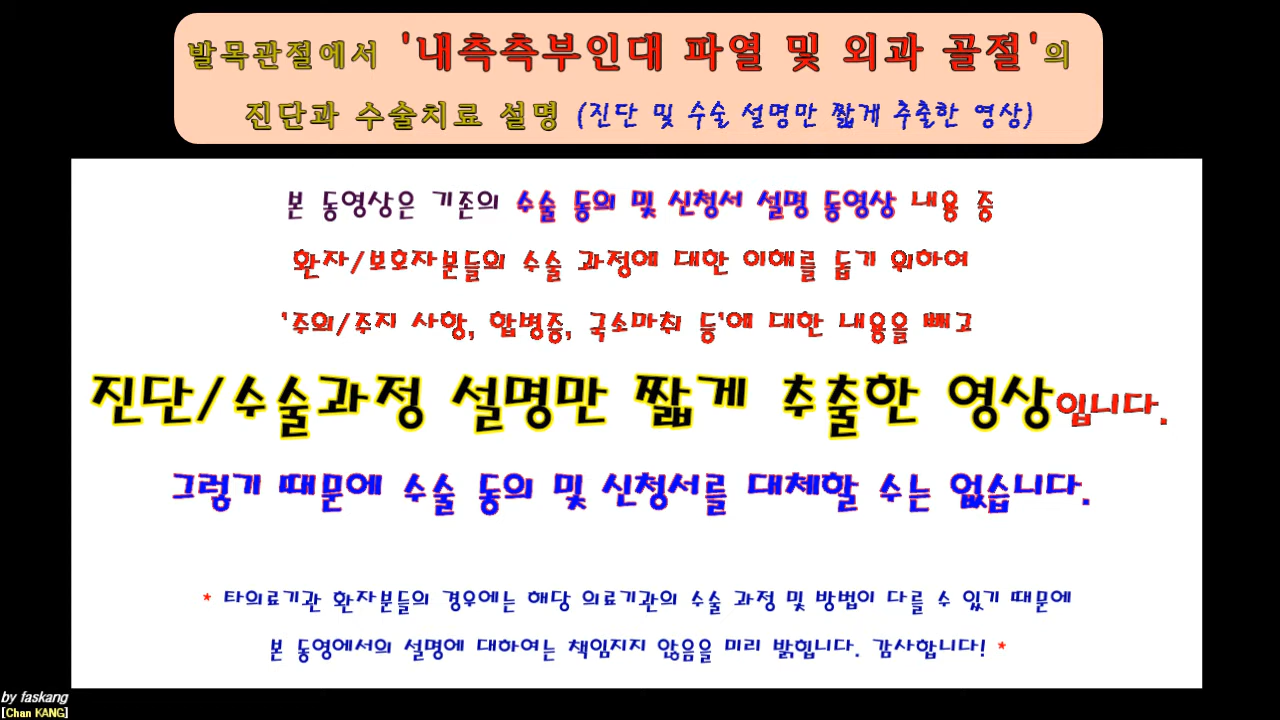 발목관절에서 '내측측부인대 파열 및 외과 골절'의
진단과 수술치료 설명 (진단 및 수술 설명만 짧게 추출한 영상)
본 동영상은 기존의 수술 동의 및 신청서 설명 동영상 내용 중
환자/보호자분들의 수술 과정에 대한 이해를 돕기 위하여
'주의/주지 사항, 합병증, 국소마취 등'에 대한 내용을 빼고
진단/수술과정 설명만 짧게 추출한 영상입니다.
그렇기 때문에 수술 동의 및 신청서를 대체할 수는 없습니다.
* 타의료기관 환자분들의 경우에는 해당 의료기관의 수술 과정 및 방법이 다를 수 있기 때문에
본 동영에서의 설명에 대하여는 책임지지 않음을 미리 밝힙니다. 감사합니다! *
by faskang
[Chan KANG]